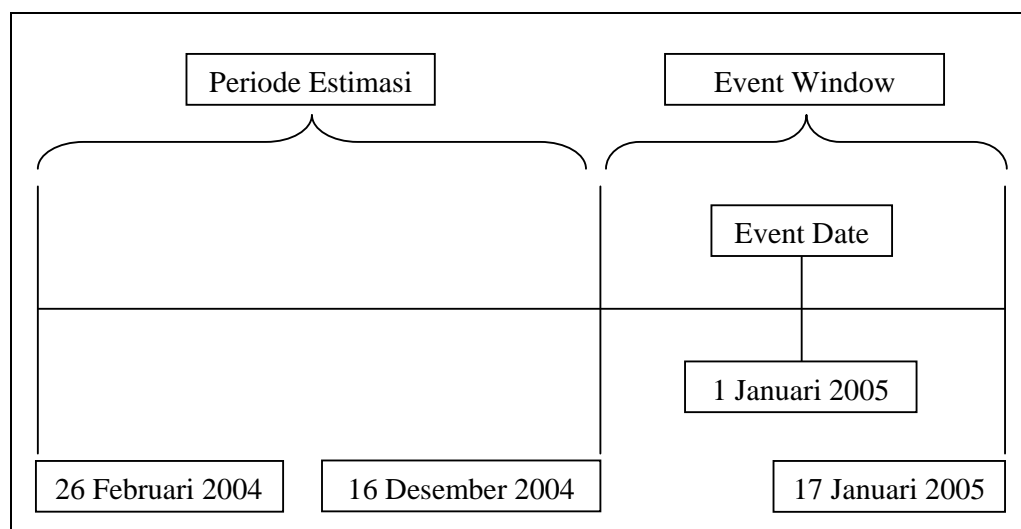 Periode Estimasi
Event Window
Event Date
1 Januari 2005
26 Februari 2004
16 Desember 2004
17 Januari 2005